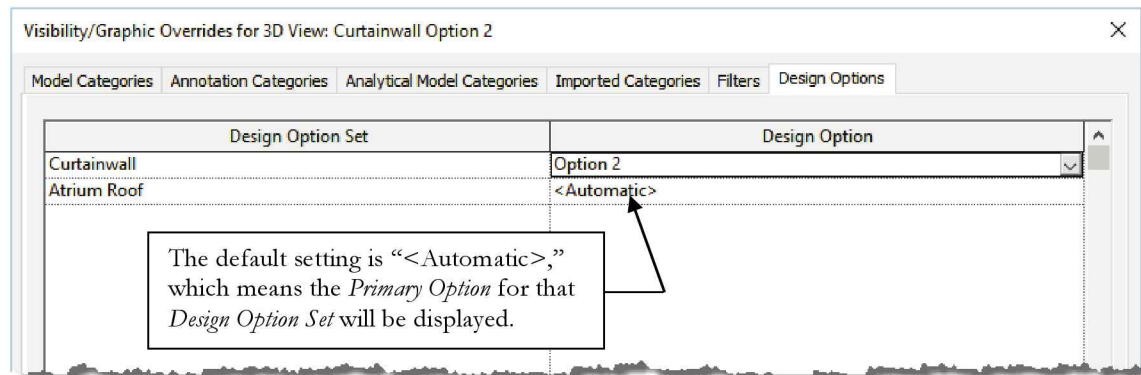 Visibility/Graphic Overrides for 3D View: Curtainwall Option 2
Model Categories Annotation Categories Analytical Model Categories Imported Categories Filters Design Options
Design Option Set Design Option
Curtainwall Option 2
Atrium Roof <Automatic>
The default setting is “<Automatic>,”
which means the Primary Option for that
Design Option Set will be displayed.